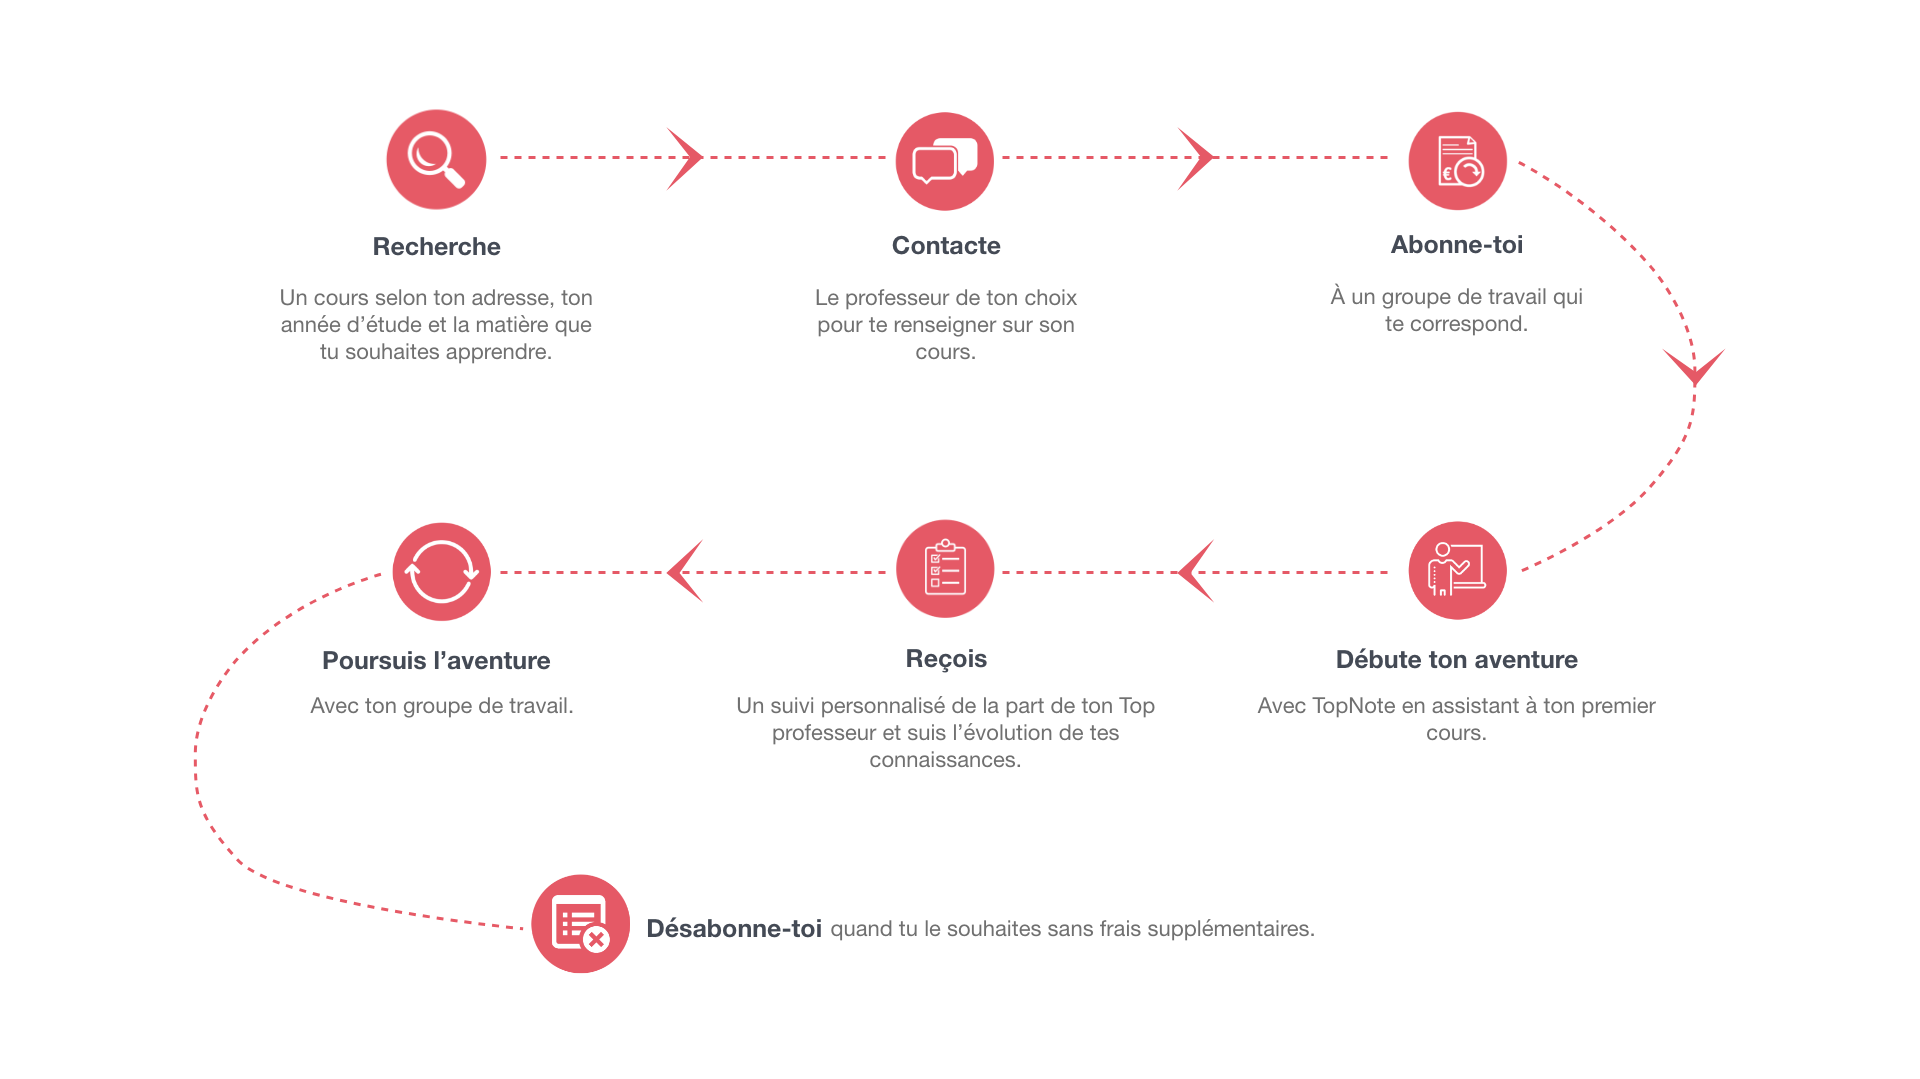 Recherche
Un cours selon ton adresse, ton
année d’étude et la matière que
tu souhaites apprendre.
Contacte
Le professeur de ton choix
pour te renseigner sur son
cours.
€
Abonne-toi
À un groupe de travail qui
te correspond.
Débute ton aventure
Avec TopNote en assistant à ton premier
cours.
Reçois
Un suivi personnalisé de la part de ton Top
professeur et suis l’évolution de tes
connaissances.
Poursuis l’aventure
Avec ton groupe de travail.
Désabonne-toi quand tu le souhaites sans frais supplémentaires.